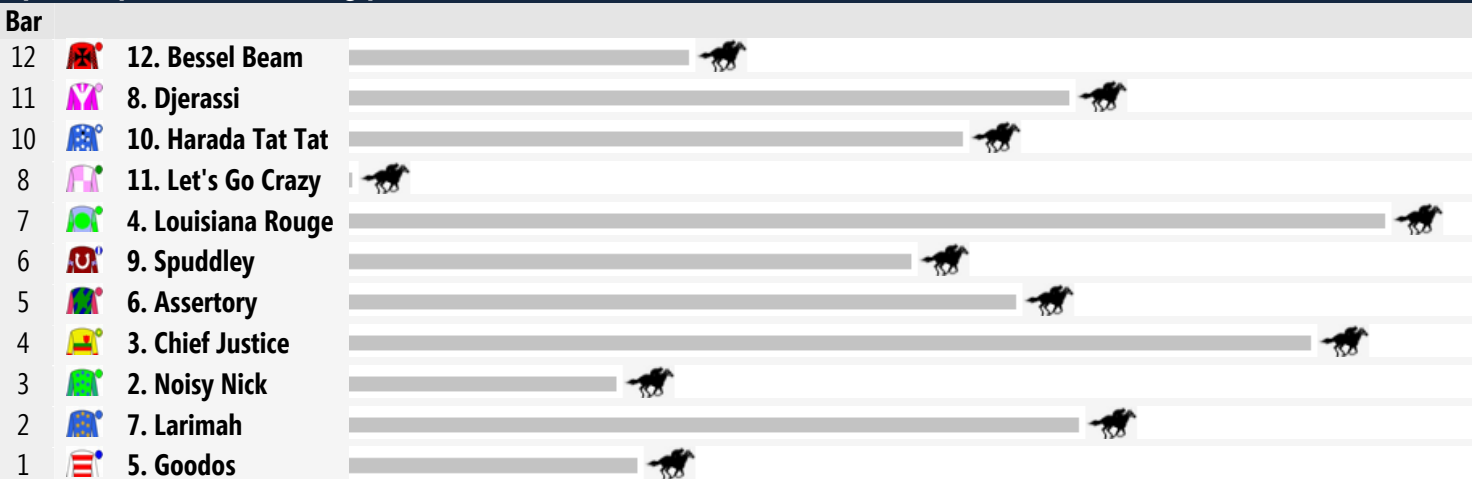 Bar
12 12. Bessel Beam
11 8. Djerassi
10 10. Harada Tat Tat
8 11. Let's Go Crazy
7 4. Louisiana Rouge
6 9. Spuddley
5 6. Assertory
4 3. Chief Justice
3 2. Noisy Nick
2 7. Larimah
1 5. Goodos